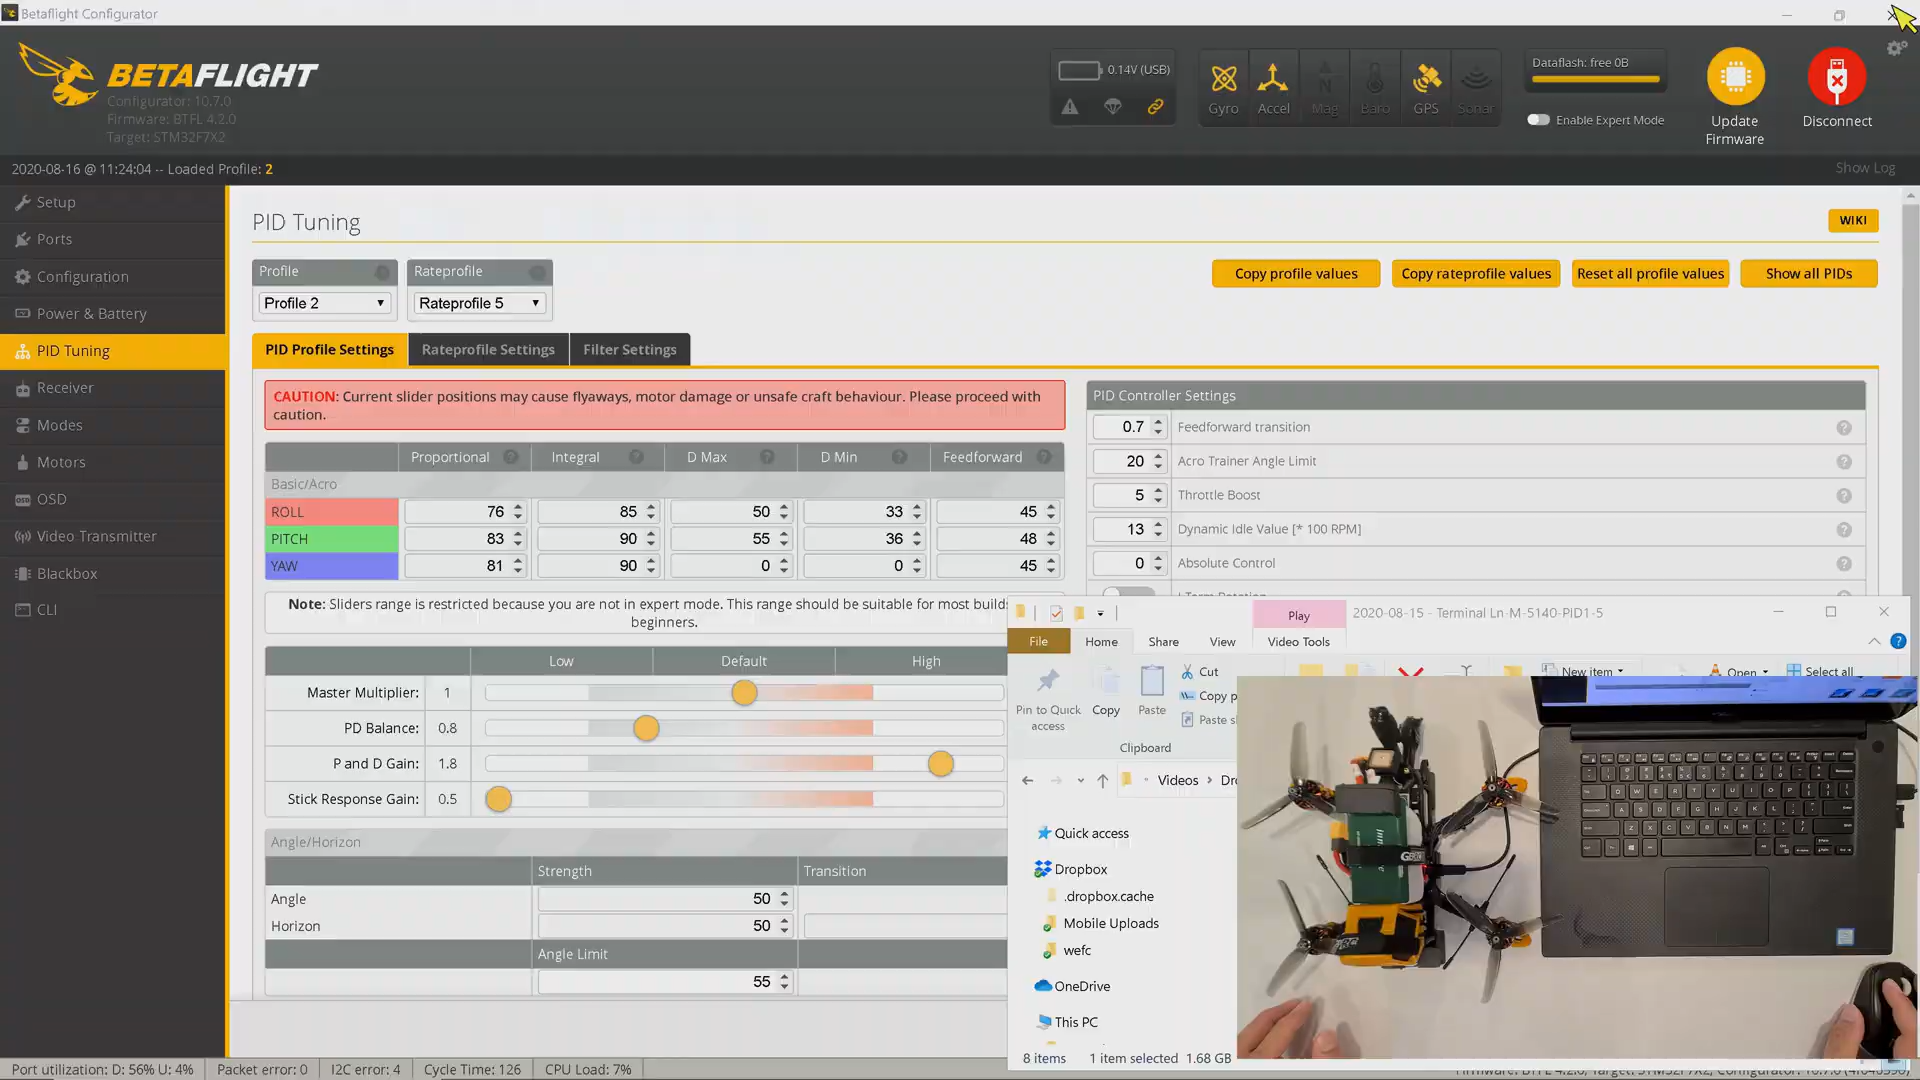 Betaflight Configurator
BETAFLIGHT
Configurator: 10.7.0
Firmware: BTFL 4.2.0
Target: STM32F7X2
0.14V (USB)
Gyro
Accel
Mag
Baro
GPS
Sonar
Dataflash: free 0B
Enable Expert Mode
Update
Firmware
Disconnect
2020-08-16 @ 11:24:04 -- Loaded Profile: 2
Show Log
Setup
Ports
Configuration
Power & Battery
PID Tuning
Receiver
Modes
Motors
OSD
Video Transmitter
Blackbox
CLI
PID Tuning
WIKI
Profile
Rateprofile
Profile 2
Rateprofile 5
Copy profile values
Copy rateprofile values
Reset all profile values
Show all PIDs
PID Profile Settings
Rateprofile Settings
Filter Settings
CAUTION: Current slider positions may cause flyaways, motor damage or unsafe craft behaviour. Please proceed with
caution.
Proportional Integral D Max D Min Feedforward
Basic/Acro
ROLL 76 85 50 33 45
PITCH 83 90 55 36 48
YAW 81 90 0 0 45
Note: Sliders range is restricted because you are not in expert mode. This range should be suitable for most build
beginners.
Low Default High
Master Multiplier: 1
PD Balance: 0.8
P and D Gain: 1.8
Stick Response Gain: 0.5
Angle/Horizon
Strength Transition
Angle 50
Horizon 50
Angle Limit
55
PID Controller Settings
0.7 Feedforward transition
20 Acro Trainer Angle Limit
5 Throttle Boost
13 Dynamic Idle Value [* 100 RPM]
0 Absolute Control
Play
2020-08-15 - Terminal Ln-M-5140-PID1-5
File
Home
Share
View
Video Tools
Pin to Quick
access
Copy
Paste
Cut
Copy p
Paste s
New item
Open
Select all
Clipboard
Videos
Quick access
Dropbox
.dropbox.cache
Mobile Uploads
wefc
OneDrive
This PC
8 items 1 item selected 1.68 GB
Port utilization: D: 56% U: 4%
Packet error: 0
I2C error: 4
Cycle Time: 126
CPU Load: 7%